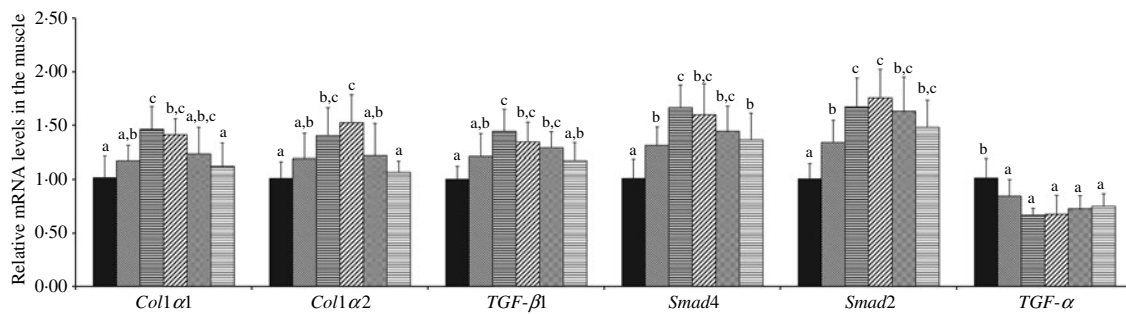 Relative mRNA levels in the muscle
2·50
2·00
1·50
1·00
0·50
0·00
a a,b c b,c a,b,c a
a a,b b,c c a,b a
a a,b c b,c b,c a,b
a b c b,c b,c b
a b c c b,c b,c
b a a a a a
Col1α1 Col1α2 TGF-β1 Smad4 Smad2 TGF-α